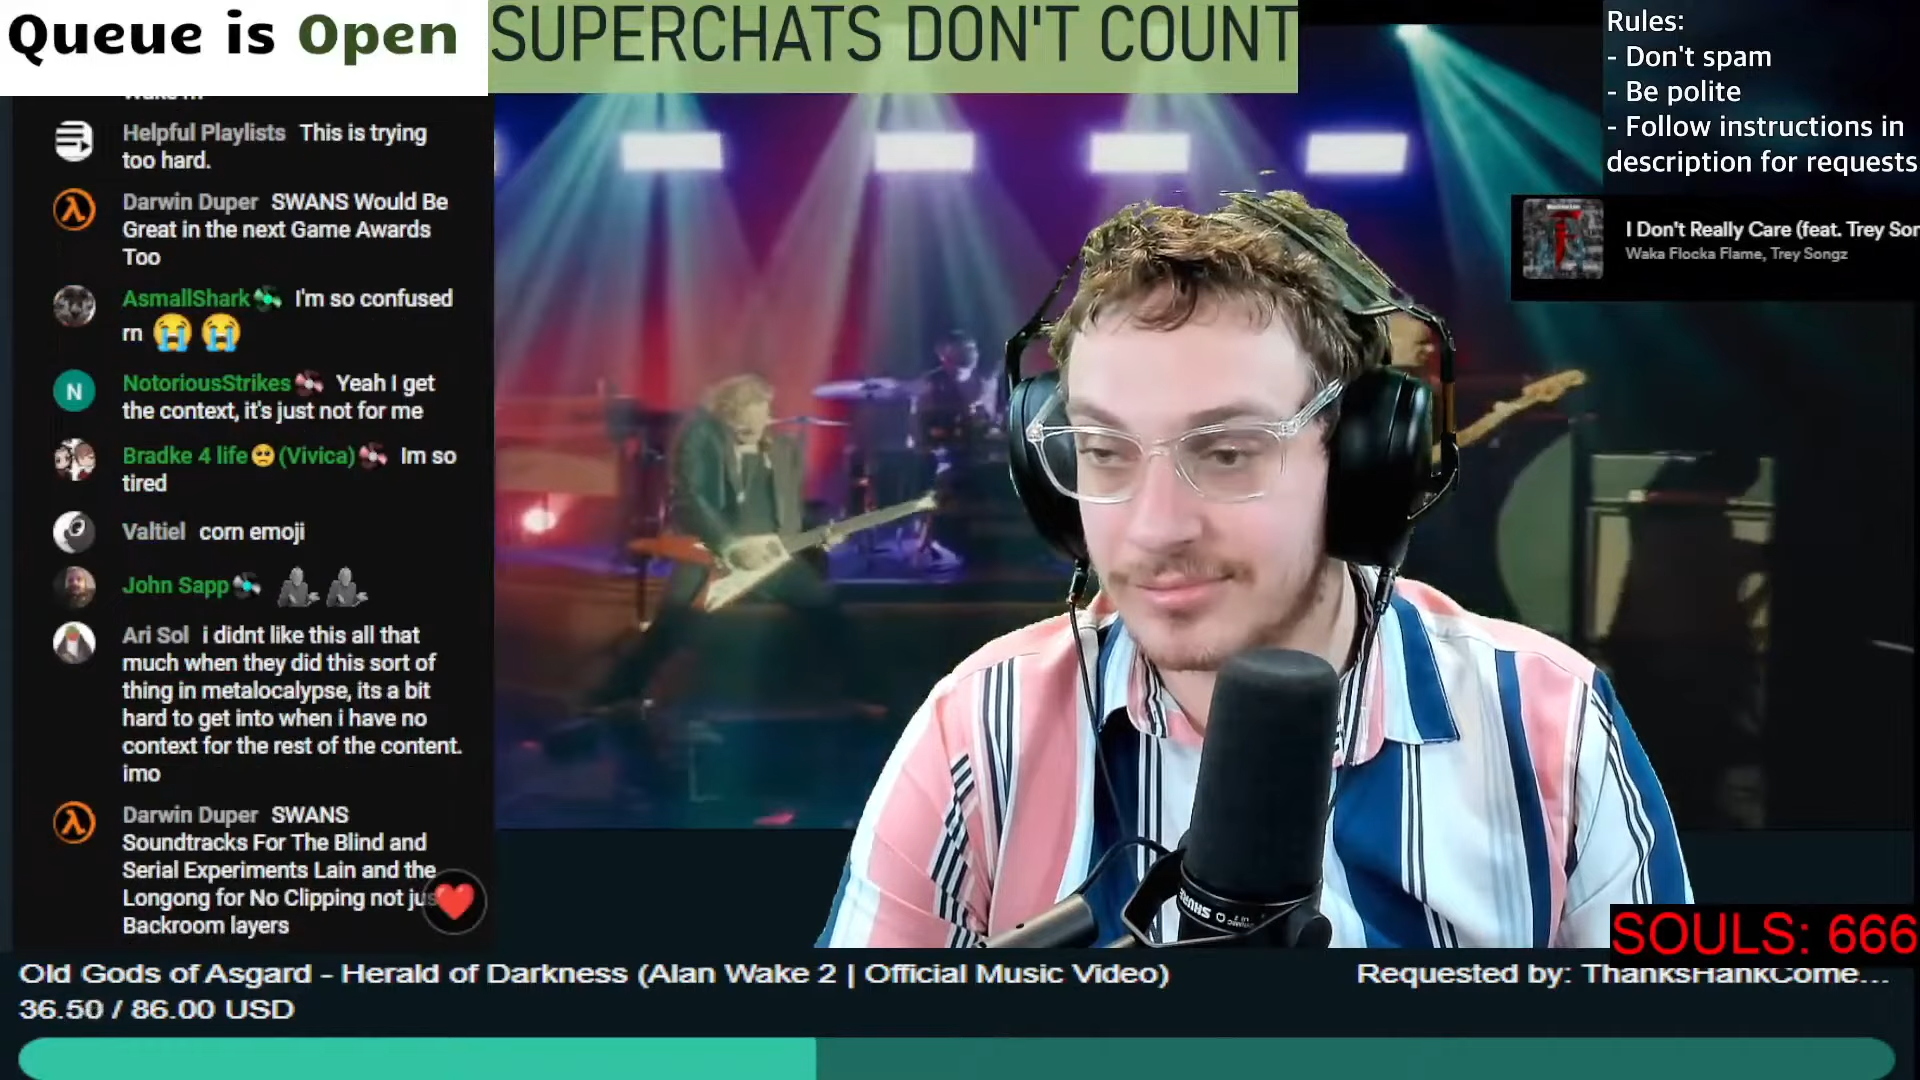 Queue is Open
SUPERCHATS DON'T COUNT
Rules:
- Don't spam
- Be polite
- Follow instructions in
description for requests
I Don't Really Care (feat. Trey Son
Waka Flocka Flame, Trey Songz
Helpful Playlists This is trying
too hard.
Darwin Duper SWANS Would Be
Great in the next Game Awards
Too
AsmallShark I'm so confused
rn 😭 😭
N
NotoriousStrikes Yeah I get
the context, it's just not for me
Bradke 4 life🥺(Vivica) Im so
tired
Valtiel corn emoji
John Sapp
Ari Sol i didnt like this all that
much when they did this sort of
thing in metalocalypse, its a bit
hard to get into when i have no
context for the rest of the content.
imo
Darwin Duper SWANS
Soundtracks For The Blind and
Serial Experiments Lain and the
Longong for No Clipping not jus
Backroom layers
SHURE
SOULS: 666
Old Gods of Asgard - Herald of Darkness (Alan Wake 2 | Official Music Video)
Requested by: ThanksHankCome...
36.50 / 86.00 USD